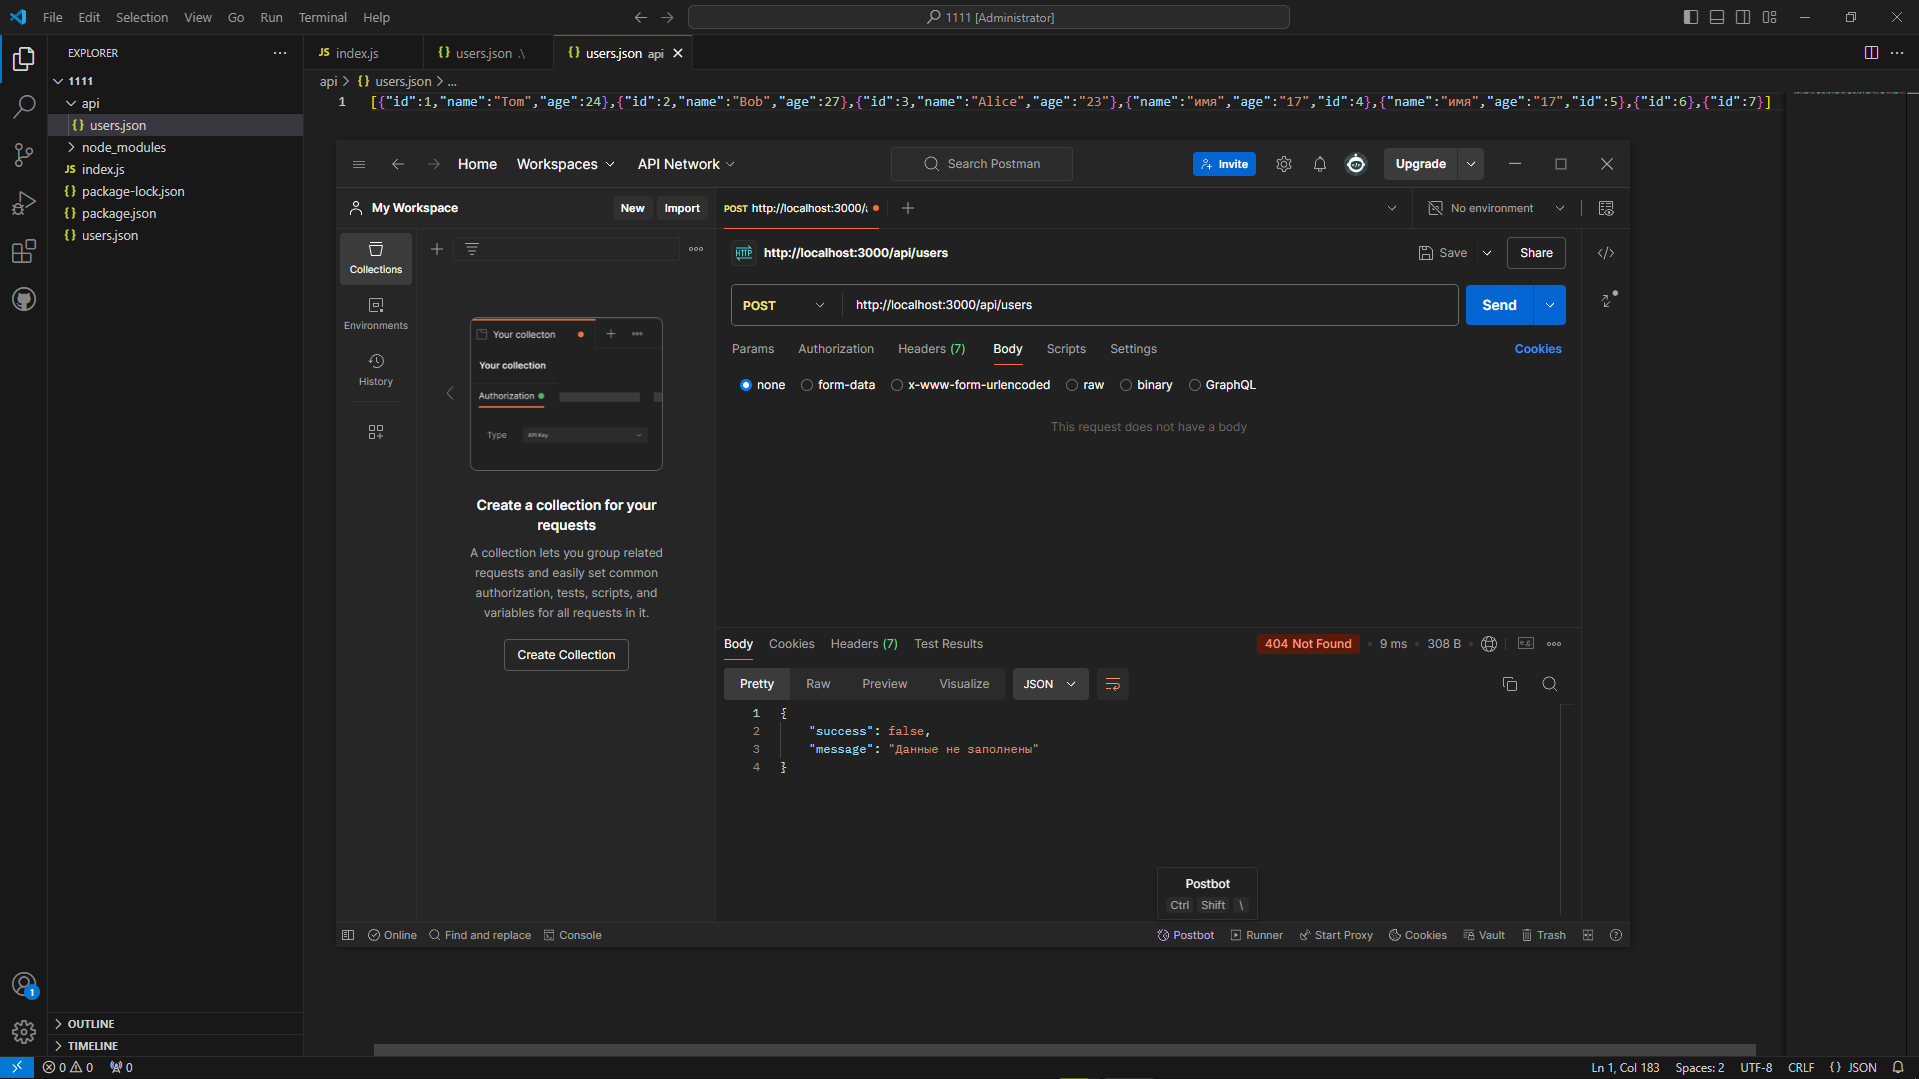 File Edit Selection View Go Run Terminal Help
1111 [Administrator]
EXPLORER
1111
api
users.json
node_modules
index.js
package-lock.json
package.json
users.json
OUTLINE
TIMELINE
index.js
users.json .\
users.json api
api > users.json > ...
1 [{"id":1,"name":"Tom","age":24},{"id":2,"name":"Bob","age":27},{"id":3,"name":"Alice","age":"23"},{"name":"имя","age":"17","id":4},{"name":"имя","age":"17","id":5},{"id":6},{"id":7}]
Home Workspaces API Network
Search Postman
Invite
Upgrade
My Workspace New Import
POST http://localhost:3000/
No environment
Collections
Environments
History
Your collecton
Your collection
Authorization
Type API Key
Create a collection for your requests
A collection lets you group related
requests and easily set common
authorization, tests, scripts, and
variables for all requests in it.
Create Collection
HTTP http://localhost:3000/api/users
Save Share
POST http://localhost:3000/api/users
Send
Params Authorization Headers (7) Body Scripts Settings
Cookies
none form-data x-www-form-urlencoded raw binary GraphQL
This request does not have a body
Body Cookies Headers (7) Test Results
404 Not Found 9 ms 308 B e.g.
Pretty Raw Preview Visualize JSON
1 {
2 "success": false,
3 "message": "Данные не заполнены"
4 }
Postbot
Ctrl Shift \
Online Find and replace Console
Postbot Runner Start Proxy Cookies Vault Trash
1
0 0 0
Ln 1, Col 183 Spaces: 2 UTF-8 CRLF {} JSON